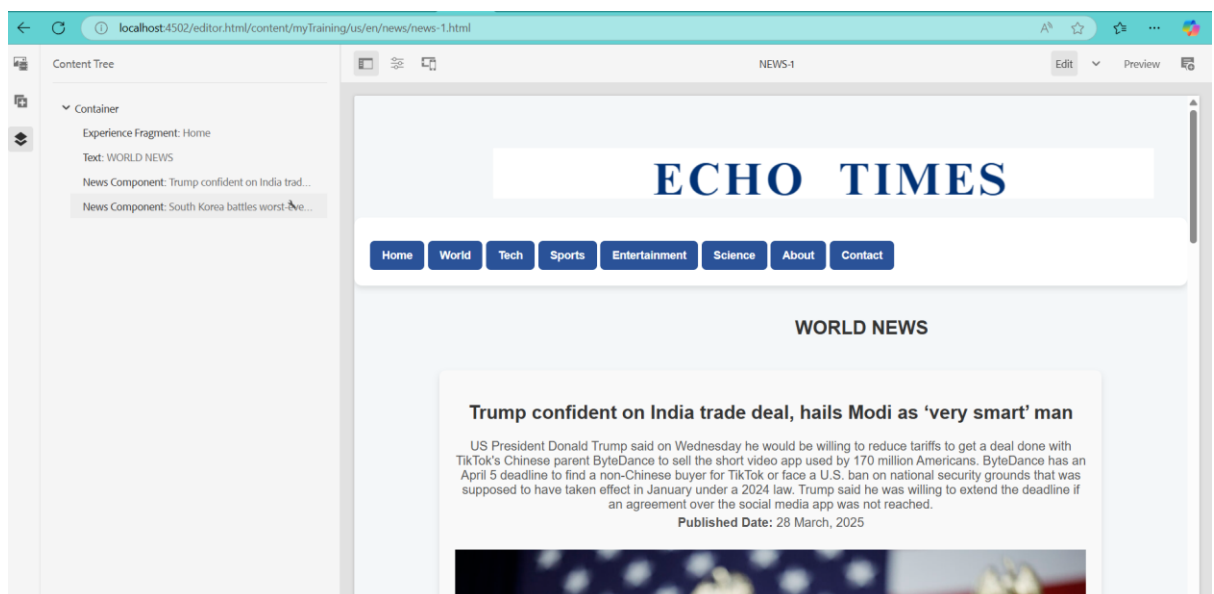 localhost:4502/editor.html/content/myTraining/us/en/news/news-1.html
Content Tree
NEWS-1
Edit
Preview
Container
Experience Fragment: Home
Text: WORLD NEWS
News Component: Trump confident on India trad...
News Component: South Korea battles worst-eve...
ECHO TIMES
Home World Tech Sports Entertainment Science About Contact
WORLD NEWS
Trump confident on India trade deal, hails Modi as ‘very smart’ man
US President Donald Trump said on Wednesday he would be willing to reduce tariffs to get a deal done with
TikTok's Chinese parent ByteDance to sell the short video app used by 170 million Americans. ByteDance has an
April 5 deadline to find a non-Chinese buyer for TikTok or face a U.S. ban on national security grounds that was
supposed to have taken effect in January under a 2024 law. Trump said he was willing to extend the deadline if
an agreement over the social media app was not reached.
Published Date: 28 March, 2025